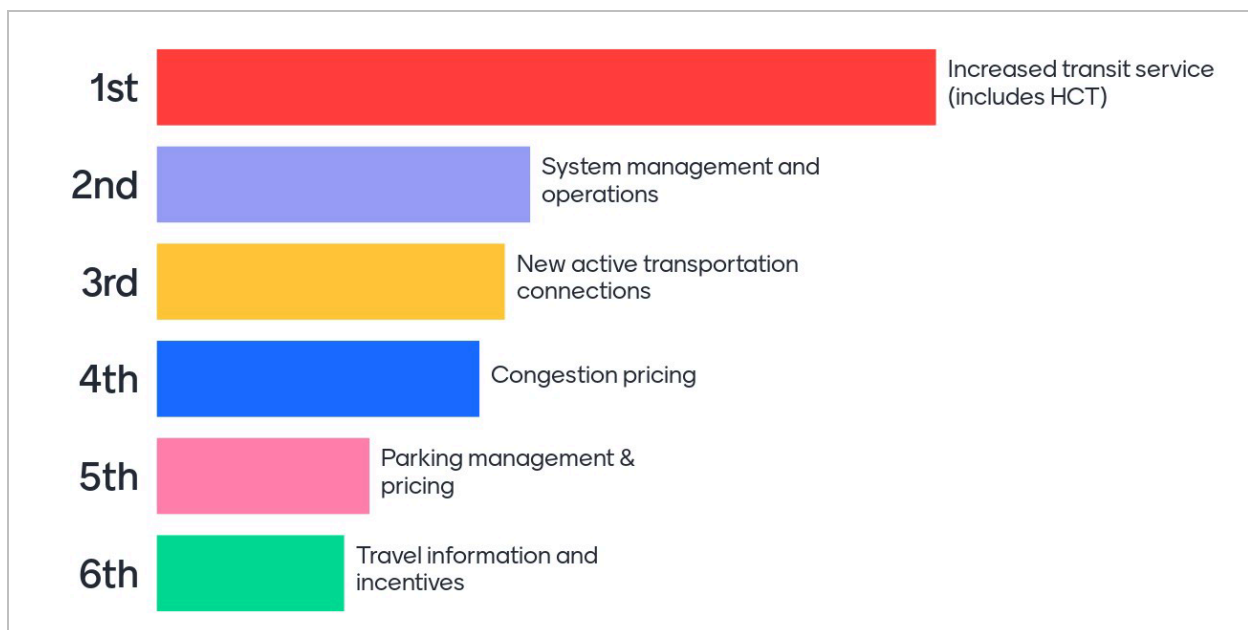 1st
Increased transit service
(includes HCT)
2nd
System management and
operations
3rd
New active transportation
connections
4th
Congestion pricing
5th
Parking management &
pricing
6th
Travel information and
incentives